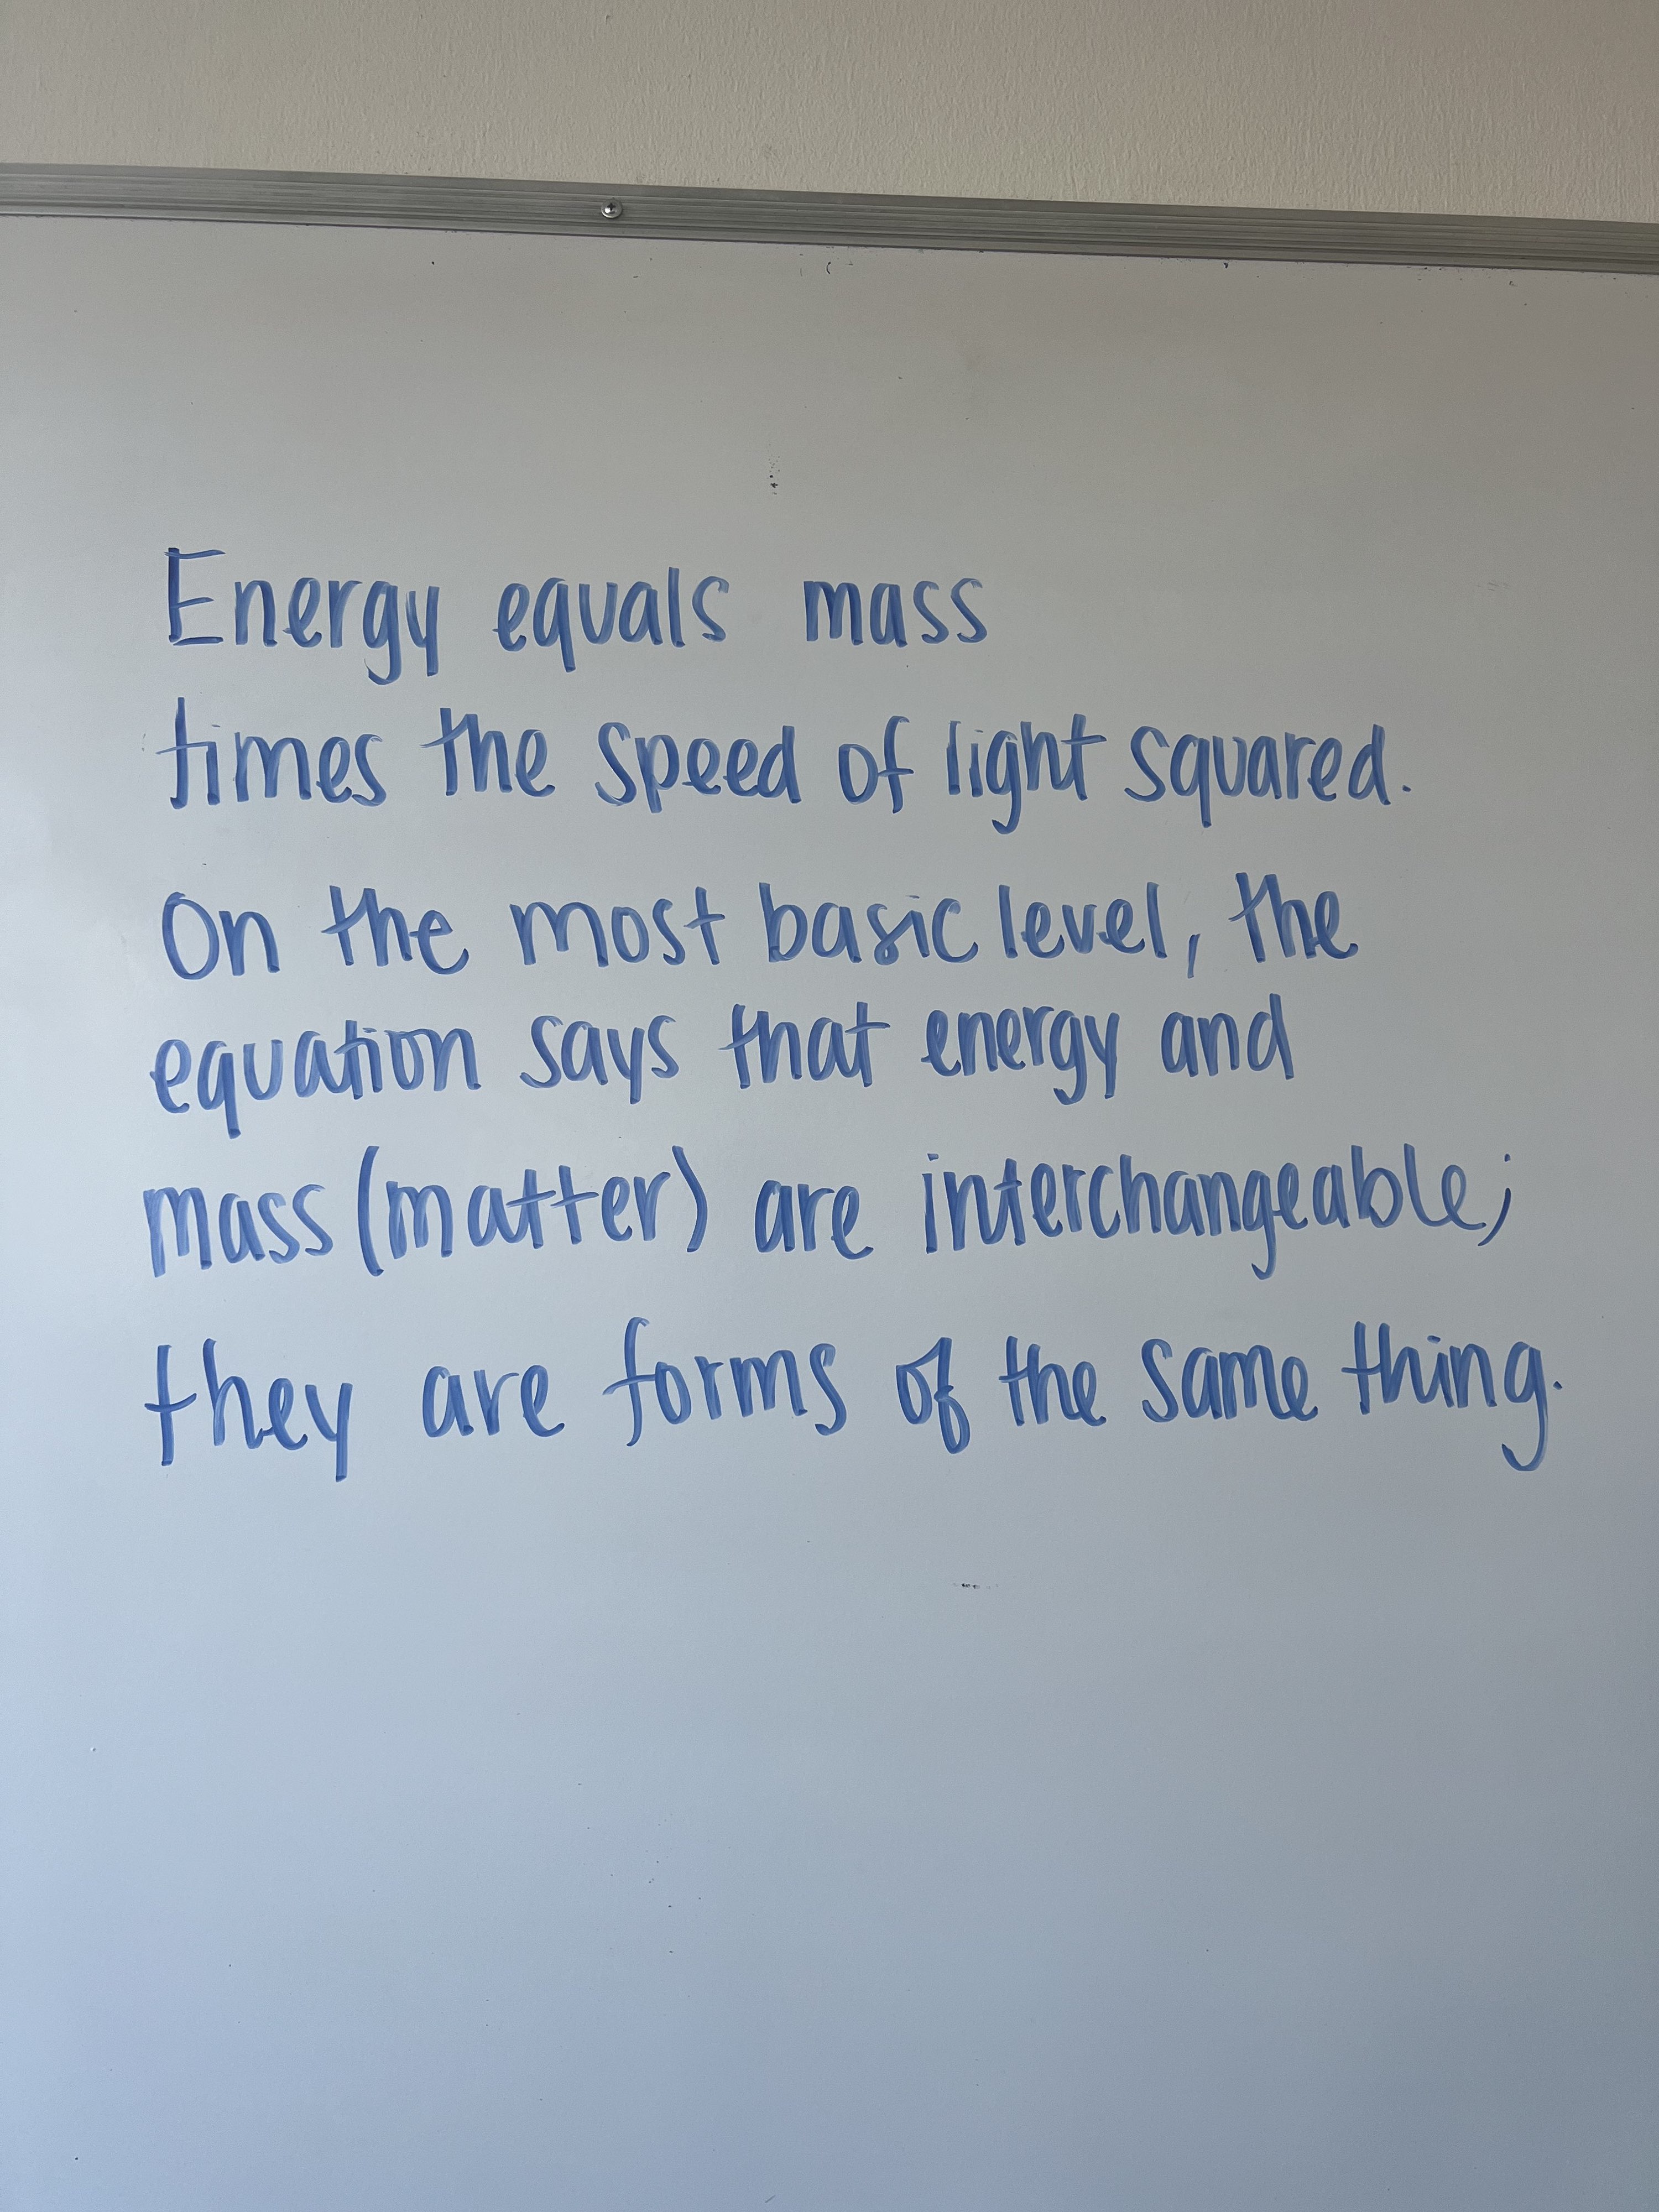 Energy equals mass
times the speed of light squared.
On the most basic level, the
equation says that energy and
mass (matter) are interchangeable;
they are forms of the same thing.